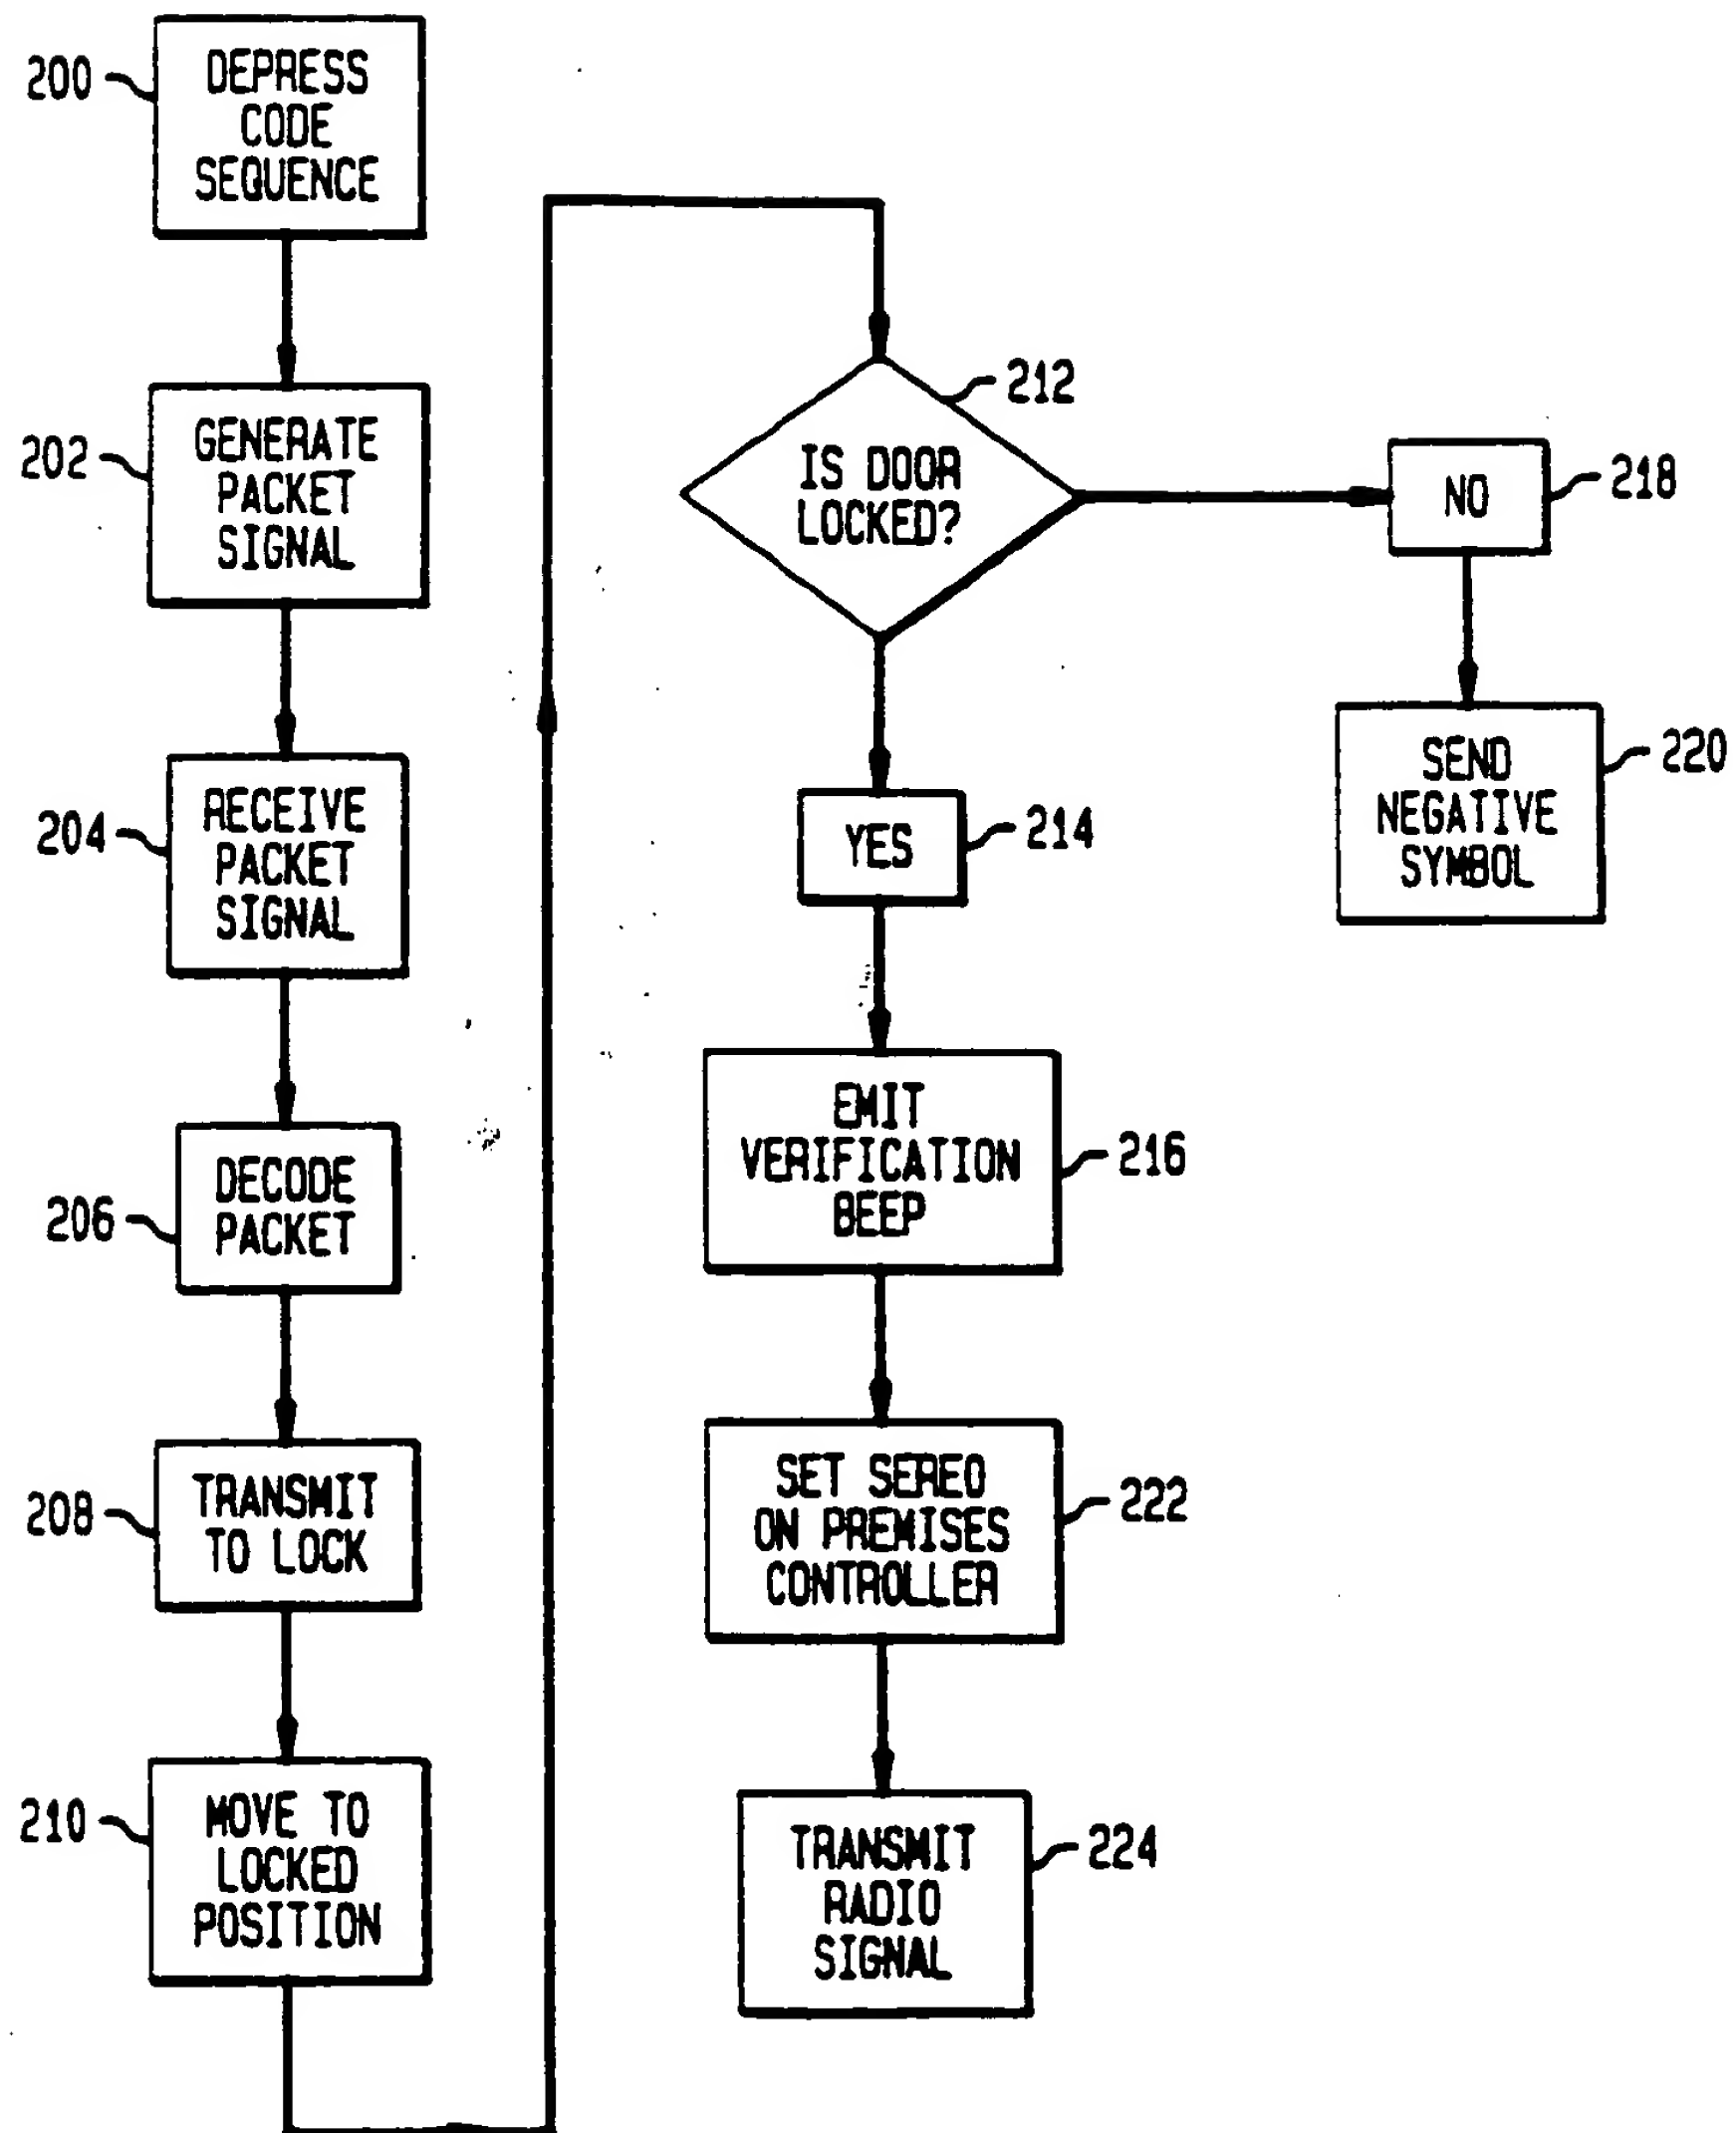 200
DEPRESS
CODE
SEQUENCE
202
GENERATE
PACKET
SIGNAL
204
RECEIVE
PACKET
SIGNAL
206
DECODE
PACKET
208
TRANSMIT
TO LOCK
210
MOVE TO
LOCKED
POSITION
212
IS DOOR
LOCKED?
214
YES
216
EMIT
VERIFICATION
BEEP
218
NO
220
SEND
NEGATIVE
SYMBOL
222
SET SEREO
ON PREMISES
CONTROLLER
224
TRANSMIT
RADIO
SIGNAL